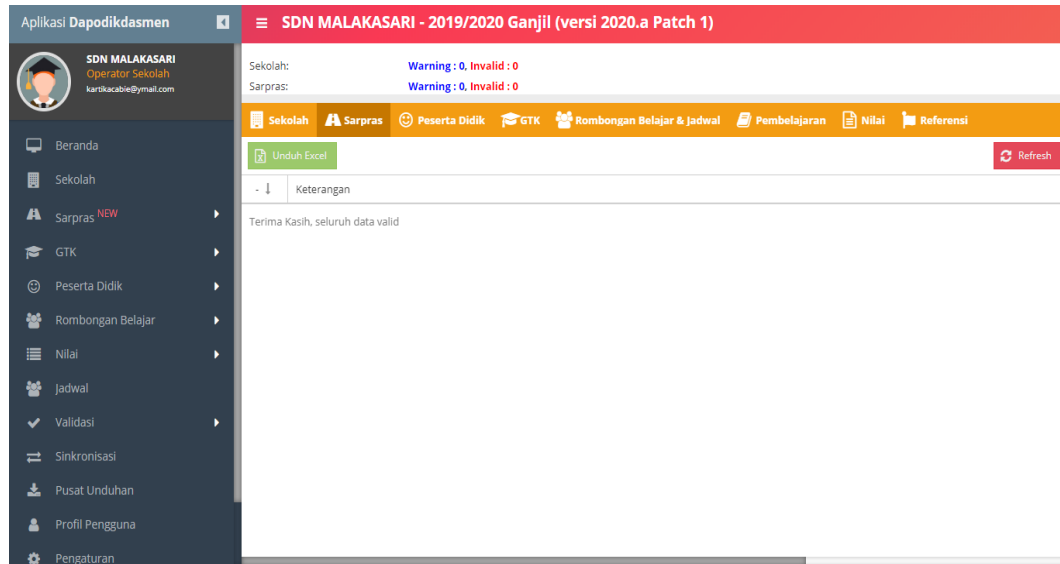 Aplikasi Dapodikdasmen
SDN MALAKASARI - 2019/2020 Ganjil (versi 2020.a Patch 1)
SDN MALAKASARI
Operator Sekolah
kartikacabie@ymail.com
Beranda
Sekolah
Sarpras NEW
GTK
Peserta Didik
Rombongan Belajar
Nilai
Jadwal
Validasi
Sinkronisasi
Pusat Unduhan
Profil Pengguna
Pengaturan
Sekolah: Warning : 0, Invalid : 0
Sarpras: Warning : 0, Invalid : 0
Sekolah Sarpras Peserta Didik GTK Rombongan Belajar & Jadwal Pembelajaran Nilai Referensi
Unduh Excel Refresh
- Keterangan
Terima Kasih, seluruh data valid